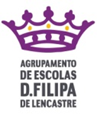 AGRUPAMENTO
DE ESCOLAS
D.FILIPA
DE LENCASTRE